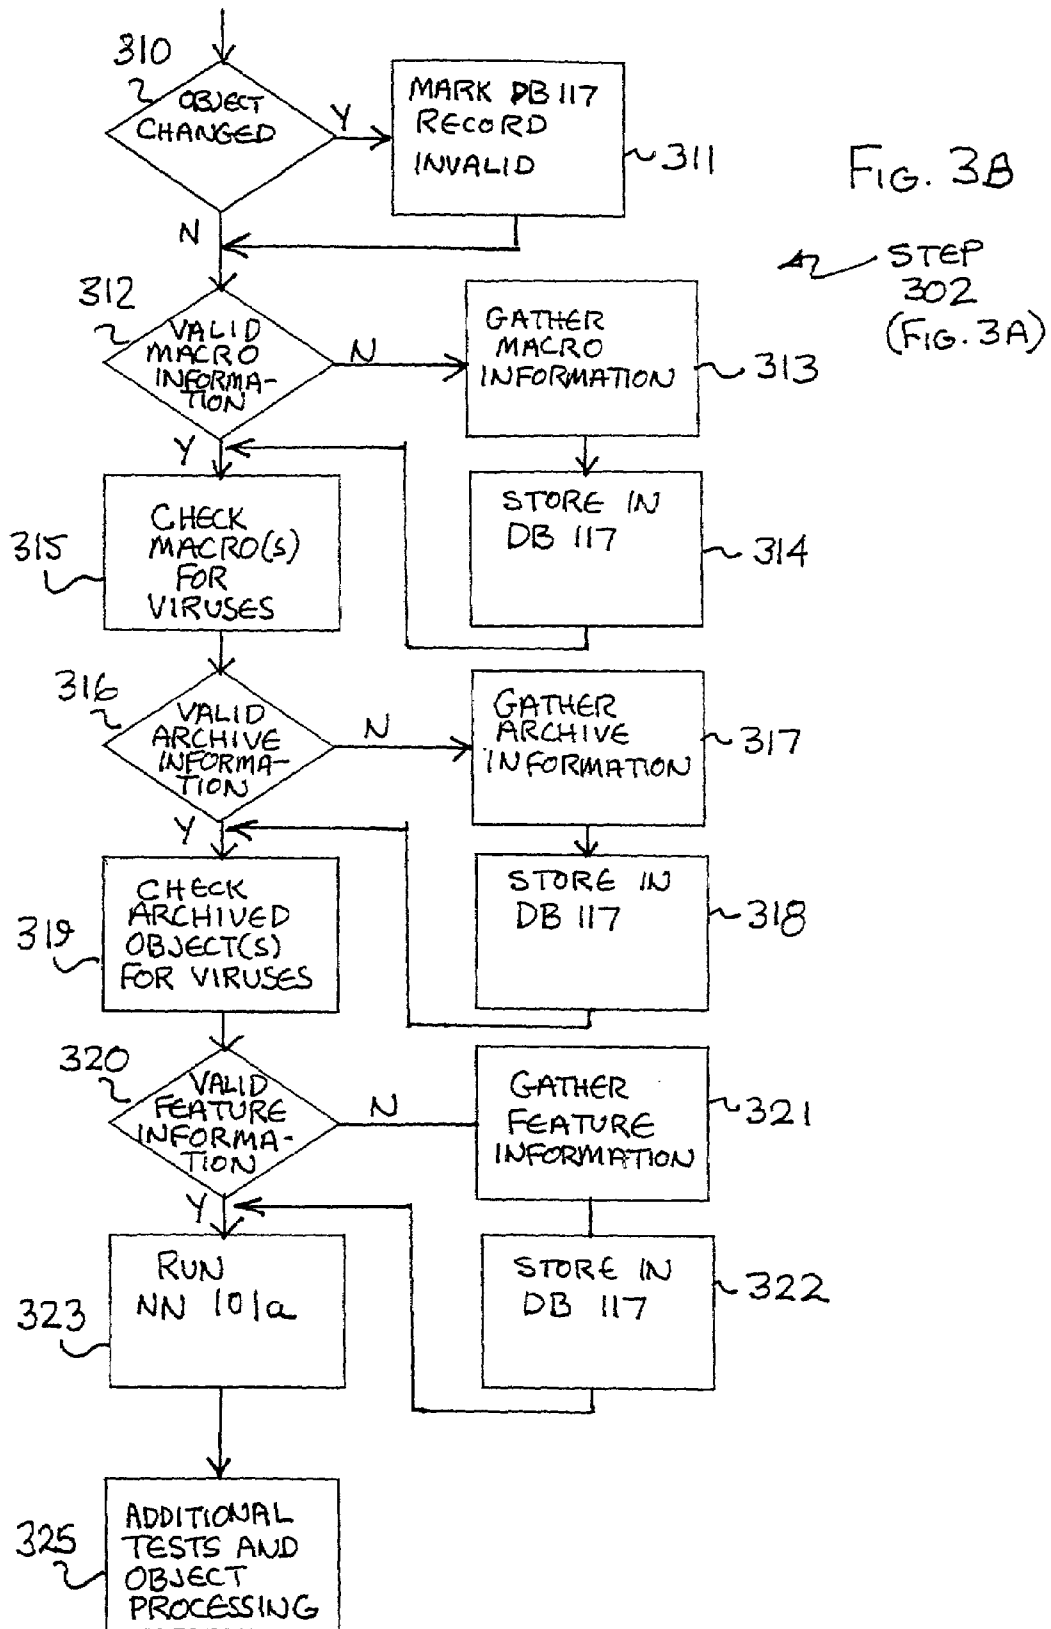 310
OBJECT
CHANGED
Y
MARK DB 117
RECORD
INVALID
311
FIG. 3B
N
STEP
302
(FIG. 3A)
312
VALID
MACRO
INFORMA-
TION
N
GATHER
MACRO
INFORMATION
313
Y
STORE IN
DB 117
314
315
CHECK
MACRO(S)
FOR
VIRUSES
316
VALID
ARCHIVE
INFORMA-
TION
N
GATHER
ARCHIVE
INFORMATION
317
Y
STORE IN
DB 117
318
319
CHECK
ARCHIVED
OBJECT(S)
FOR VIRUSES
320
VALID
FEATURE
INFORMA-
TION
N
GATHER
FEATURE
INFORMATION
321
Y
STORE IN
DB 117
322
323
RUN
NN 101a
325
ADDITIONAL
TESTS AND
OBJECT
PROCESSING